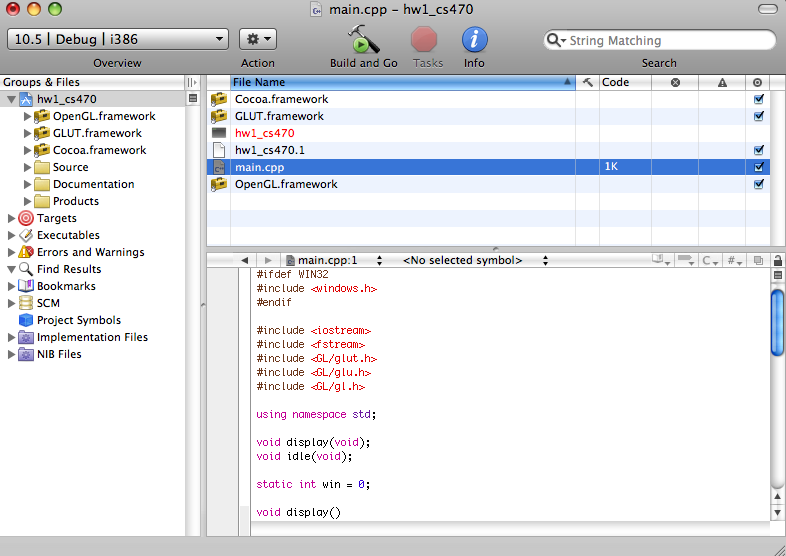 main.cpp – hw1_cs470
10.5 | Debug | i386
String Matching
Overview
Action
Build and Go
Tasks
Info
Search
Groups & Files
hw1_cs470
OpenGL.framework
GLUT.framework
Cocoa.framework
Source
Documentation
Products
Targets
Executables
Errors and Warnings
Find Results
Bookmarks
SCM
Project Symbols
Implementation Files
NIB Files
File Name
Code
Cocoa.framework
GLUT.framework
hw1_cs470
hw1_cs470.1
main.cpp 1K
OpenGL.framework
main.cpp:1 <No selected symbol> C #
#ifdef WIN32
#include <windows.h>
#endif
#include <iostream>
#include <fstream>
#include <GL/glut.h>
#include <GL/glu.h>
#include <GL/gl.h>
using namespace std;
void display(void);
void idle(void);
static int win = 0;
void display()